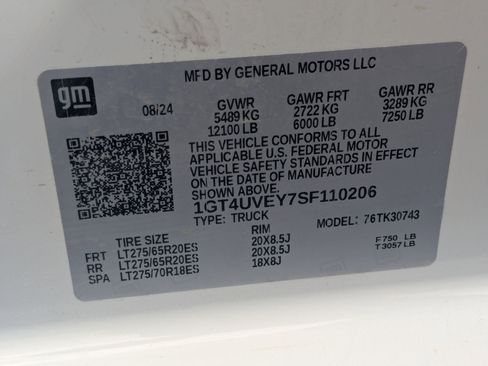 gm
MFD BY GENERAL MOTORS LLC
08/24 GVWR GAWR FRT GAWR RR
5489 KG 2722 KG 3289 KG
12100 LB 6000 LB 7250 LB
THIS VEHICLE CONFORMS TO ALL
APPLICABLE U.S. FEDERAL MOTOR
VEHICLE SAFETY STANDARDS IN EFFECT
ON THE DATE OF MANUFACTURE
SHOWN ABOVE.
1GT4UVEY7SF110206
TYPE: TRUCK MODEL: 76TK30743
TIRE SIZE RIM
FRT LT275/65R20ES 20X8.5J F 750 LB
RR LT275/65R20ES 20X8.5J T 3057 LB
SPA LT275/70R18ES 18X8J